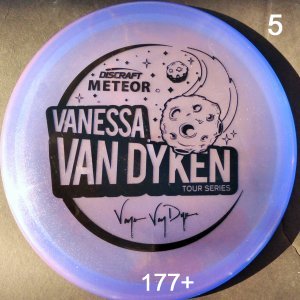 5
DISCRAFT
METEOR
VANESSA
VAN DYKEN
TOUR SERIES
177+